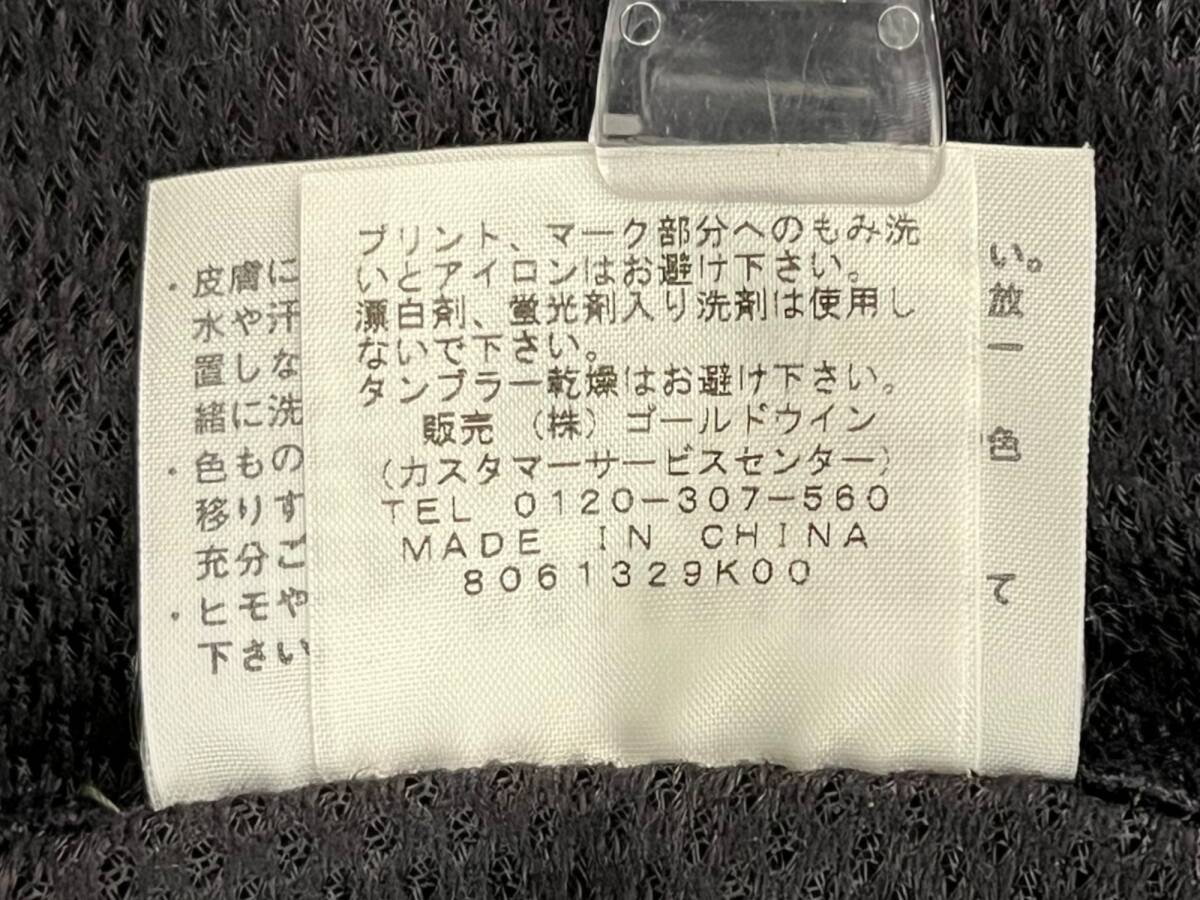 プリント、マーク部分へのもみ洗
いとアイロンはお避け下さい。
漂白剤、蛍光剤入り洗剤は使用し
ないで下さい。
タンブラー乾燥はお避け下さい。
販売 （株）ゴールドウイン
（カスタマーサービスセンター）
TEL 0120-307-560
MADE IN CHINA
8061329K00
・皮膚に
い。
水や汗
放
置しな
一
緒に洗
・色もの
色
移りす
充分ご
・ヒモや
て
下さい